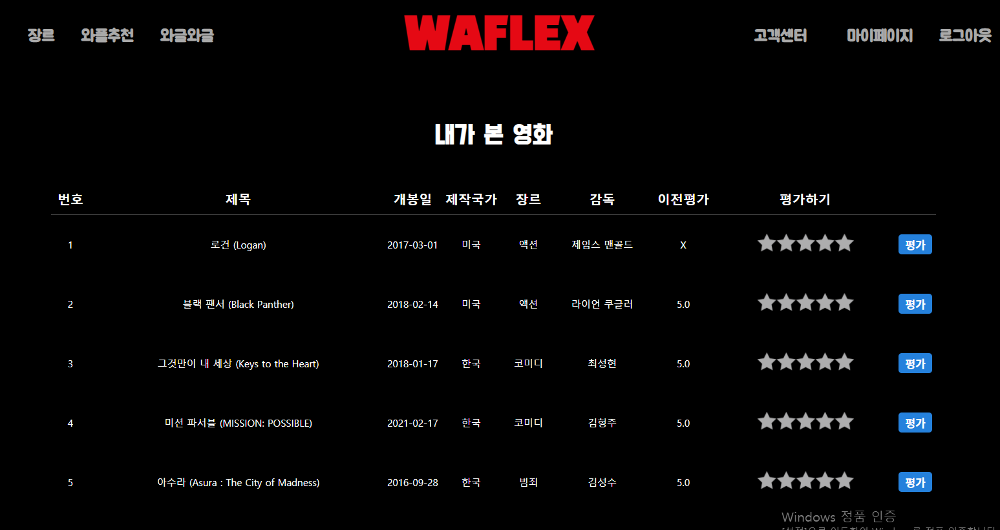 장르 와플추천 와글와글 WAFLEX 고객센터 마이페이지 로그아웃
내가 본 영화
번호 제목 개봉일 제작국가 장르 감독 이전평가 평가하기
1 로건 (Logan) 2017-03-01 미국 액션 제임스 맨골드 X 평가
2 블랙 팬서 (Black Panther) 2018-02-14 미국 액션 라이언 쿠글러 5.0 평가
3 그것만이 내 세상 (Keys to the Heart) 2018-01-17 한국 코미디 최성현 5.0 평가
4 미션 파서블 (MISSION: POSSIBLE) 2021-02-17 한국 코미디 김형주 5.0 평가
5 아수라 (Asura : The City of Madness) 2016-09-28 한국 범죄 김성수 5.0 평가
Windows 정품 인증